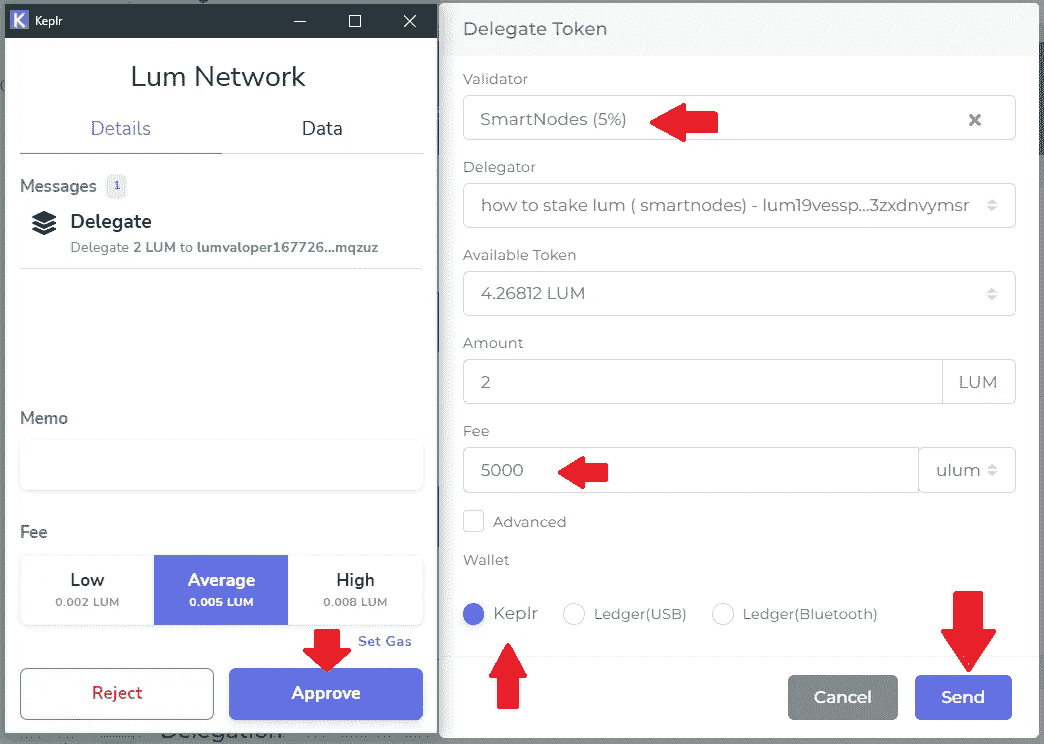 Keplr
Lum Network
Details
Data
Messages 1
Delegate
Delegate 2 LUM to lumvaloper167726...mqzuz
Memo
Fee
Low
0.002 LUM
Average
0.005 LUM
High
0.008 LUM
Set Gas
Reject
Approve
Delegation
Delegate Token
Validator
SmartNodes (5%)
Delegator
how to stake lum ( smartnodes) - lum19vessp...3zxdnvymsr
Available Token
4.26812 LUM
Amount
2 LUM
Fee
5000 ulum
Advanced
Wallet
Keplr
Ledger(USB)
Ledger(Bluetooth)
Cancel
Send